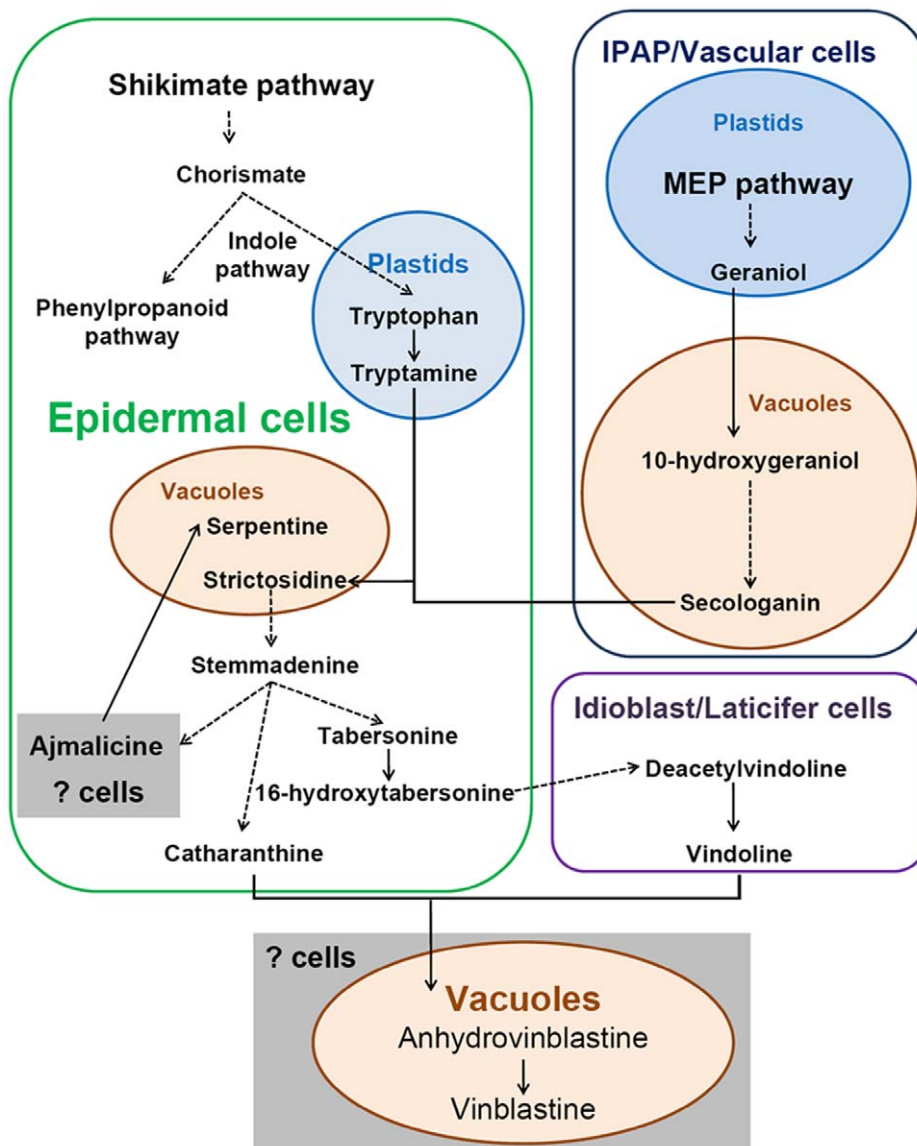 Shikimate pathway
Chorismate
Indole
pathway
Phenylpropanoid
pathway
Plastids
Tryptophan
Tryptamine
Epidermal cells
Vacuoles
Serpentine
Strictosidine
Stemmadenine
Ajmalicine
? cells
Tabersonine
16-hydroxytabersonine
Catharanthine
IPAP/Vascular cells
Plastids
MEP pathway
Geraniol
Vacuoles
10-hydroxygeraniol
Secologanin
Idioblast/Laticifer cells
Deacetylvindoline
Vindoline
? cells
Vacuoles
Anhydrovinblastine
Vinblastine